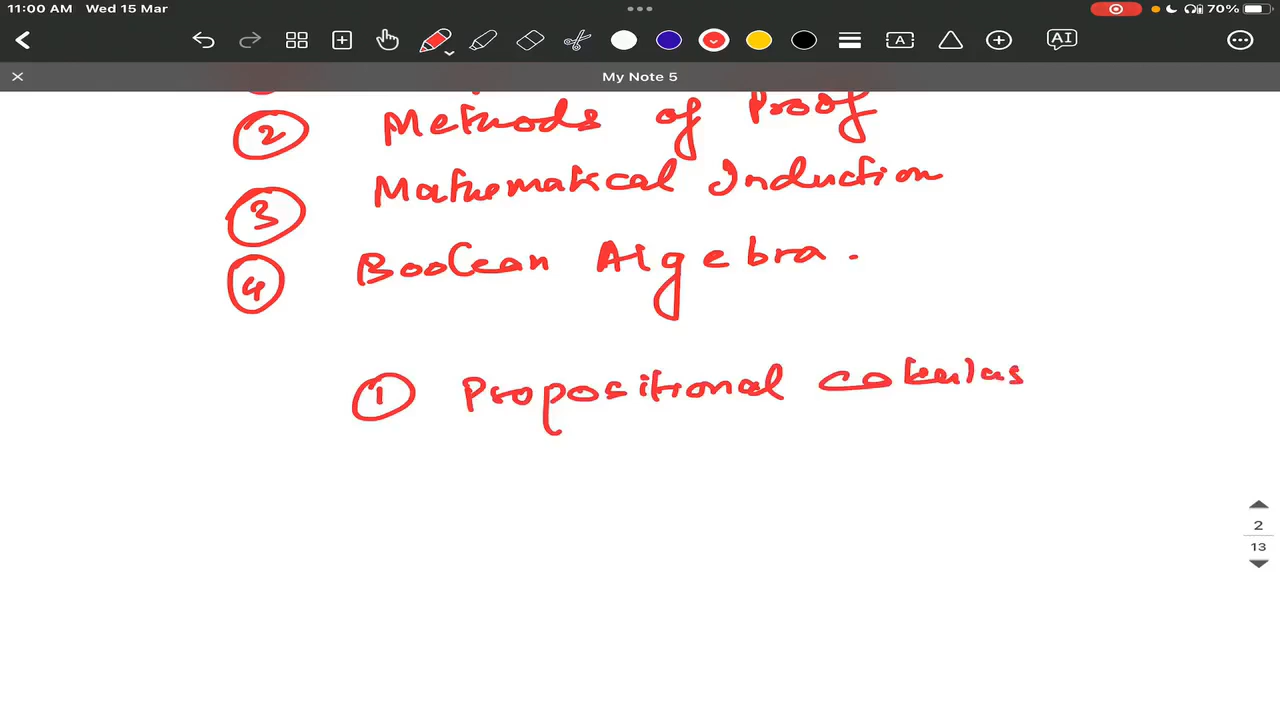 11:00 AM Wed 15 Mar 70%
AI
My Note 5
2 Methods of Proof
3 Mathematical Induction
4 Boolean Algebra.
1 Propositional calculus
2
13